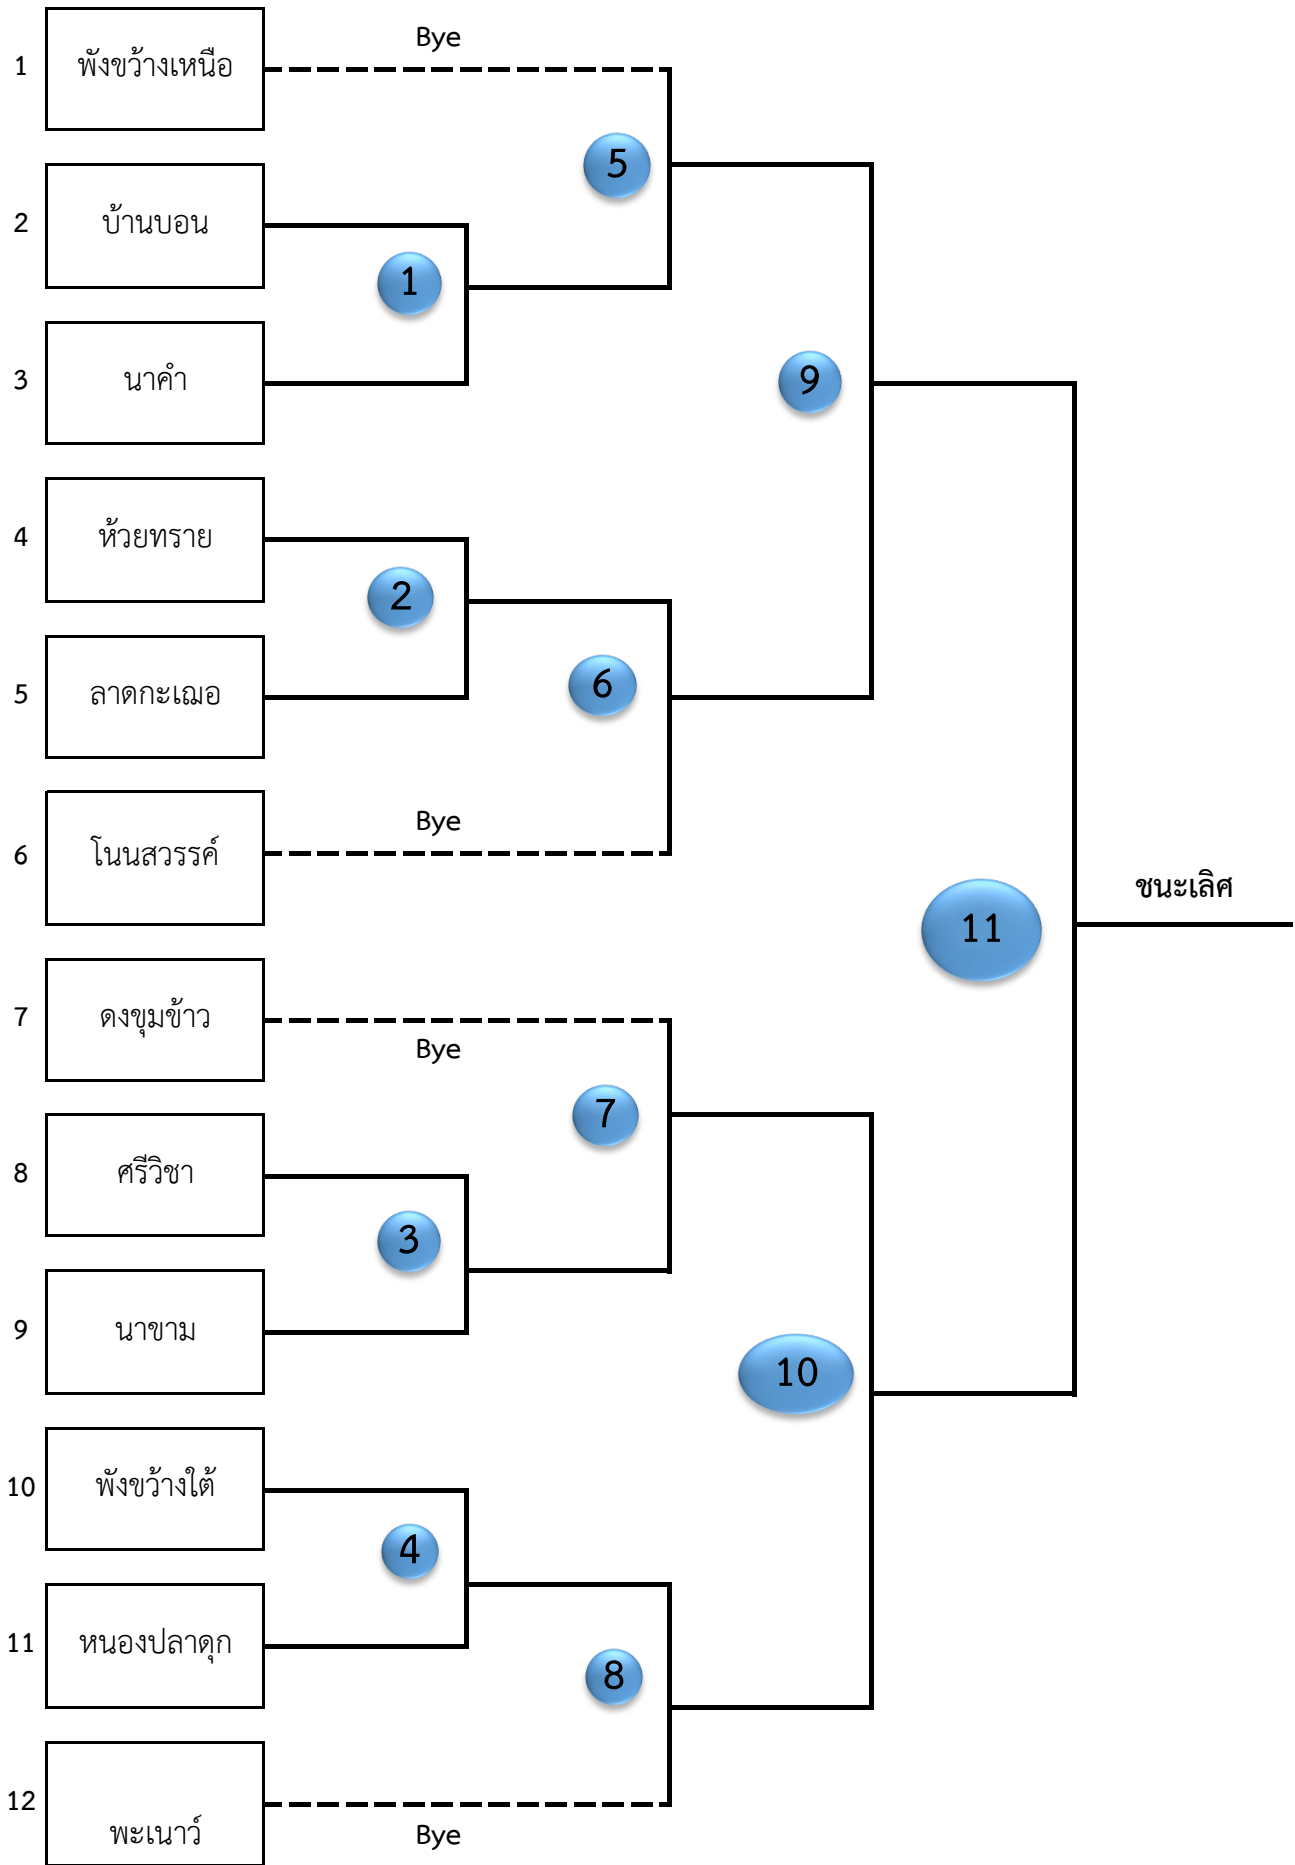 Bye
1 พังขว้างเหนือ
5
2 บ้านบอน
1
3 นาคำ
9
4 ห้วยทราย
2
5 ลาดกะเฌอ
6
Bye
6 โนนสวรรค์
ชนะเลิศ
11
7 ดงขุมข้าว
Bye
7
8 ศรีวิชา
3
9 นาขาม
10
10 พังขว้างใต้
4
11 หนองปลาดุก
8
12 พะเนาว์
Bye